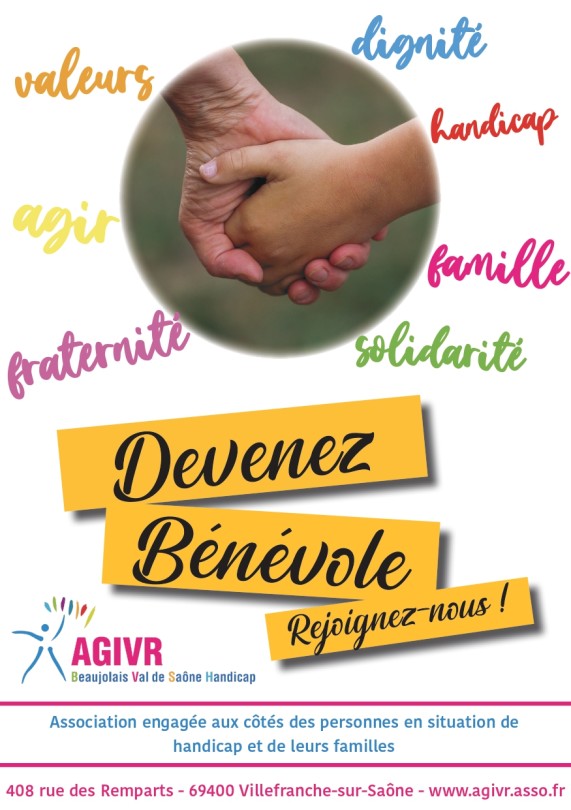 dignité
valeurs
handicap
agir
famille
fraternité
solidarité
Devenez
Bénévole
Rejoignez-nous !
AGIVR
Beaujolais Val de Saône Handicap
Association engagée aux côtés des personnes en situation de
handicap et de leurs familles
408 rue des Remparts - 69400 Villefranche-sur-Saône - www.agivr.asso.fr